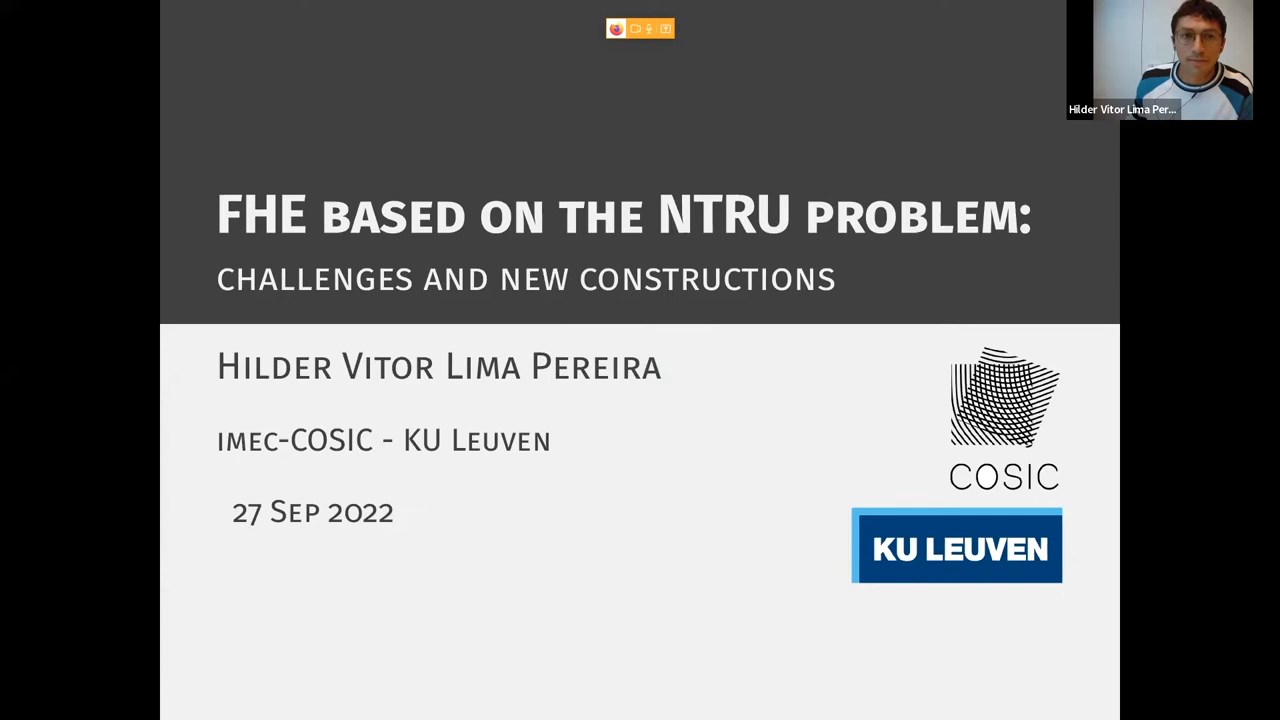 Hilder Vitor Lima Per...
FHE BASED ON THE NTRU PROBLEM:
CHALLENGES AND NEW CONSTRUCTIONS
HILDER VITOR LIMA PEREIRA
IMEC-COSIC - KU LEUVEN
27 SEP 2022
COSIC
KU LEUVEN